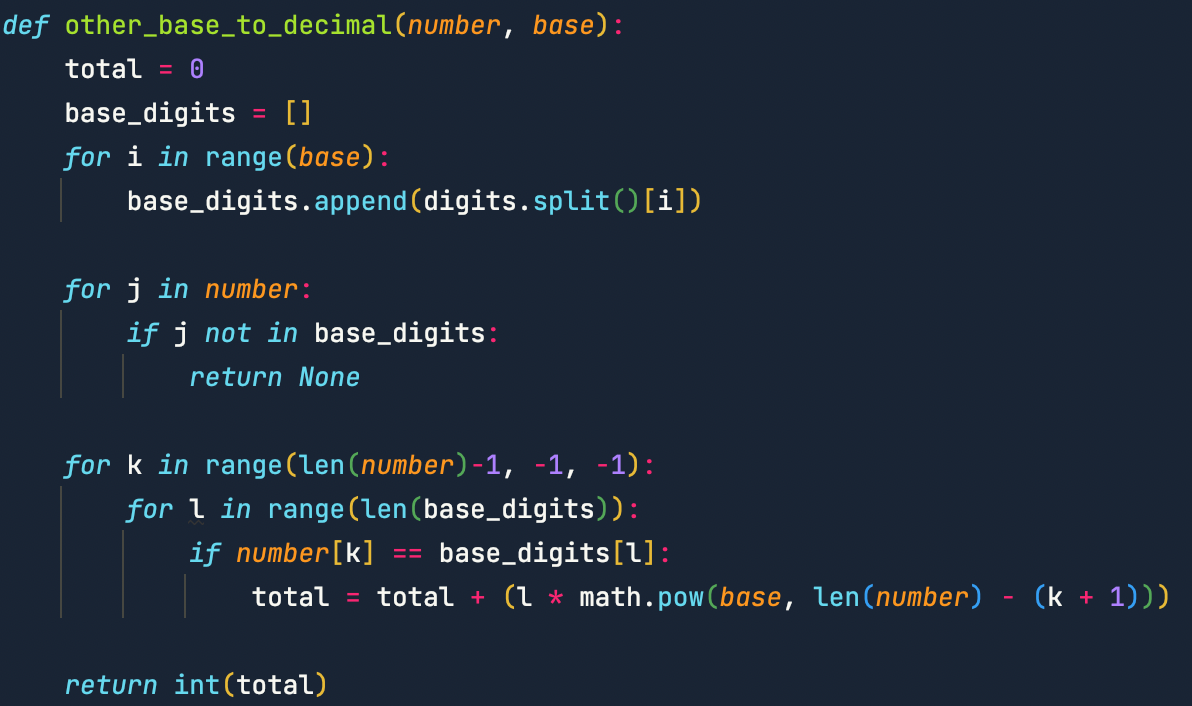 def other_base_to_decimal(number, base):
    total = 0
    base_digits = []
    for i in range(base):
        base_digits.append(digits.split()[i])

    for j in number:
        if j not in base_digits:
            return None

    for k in range(len(number)-1, -1, -1):
        for l in range(len(base_digits)):
            if number[k] == base_digits[l]:
                total = total + (l * math.pow(base, len(number) - (k + 1)))

    return int(total)